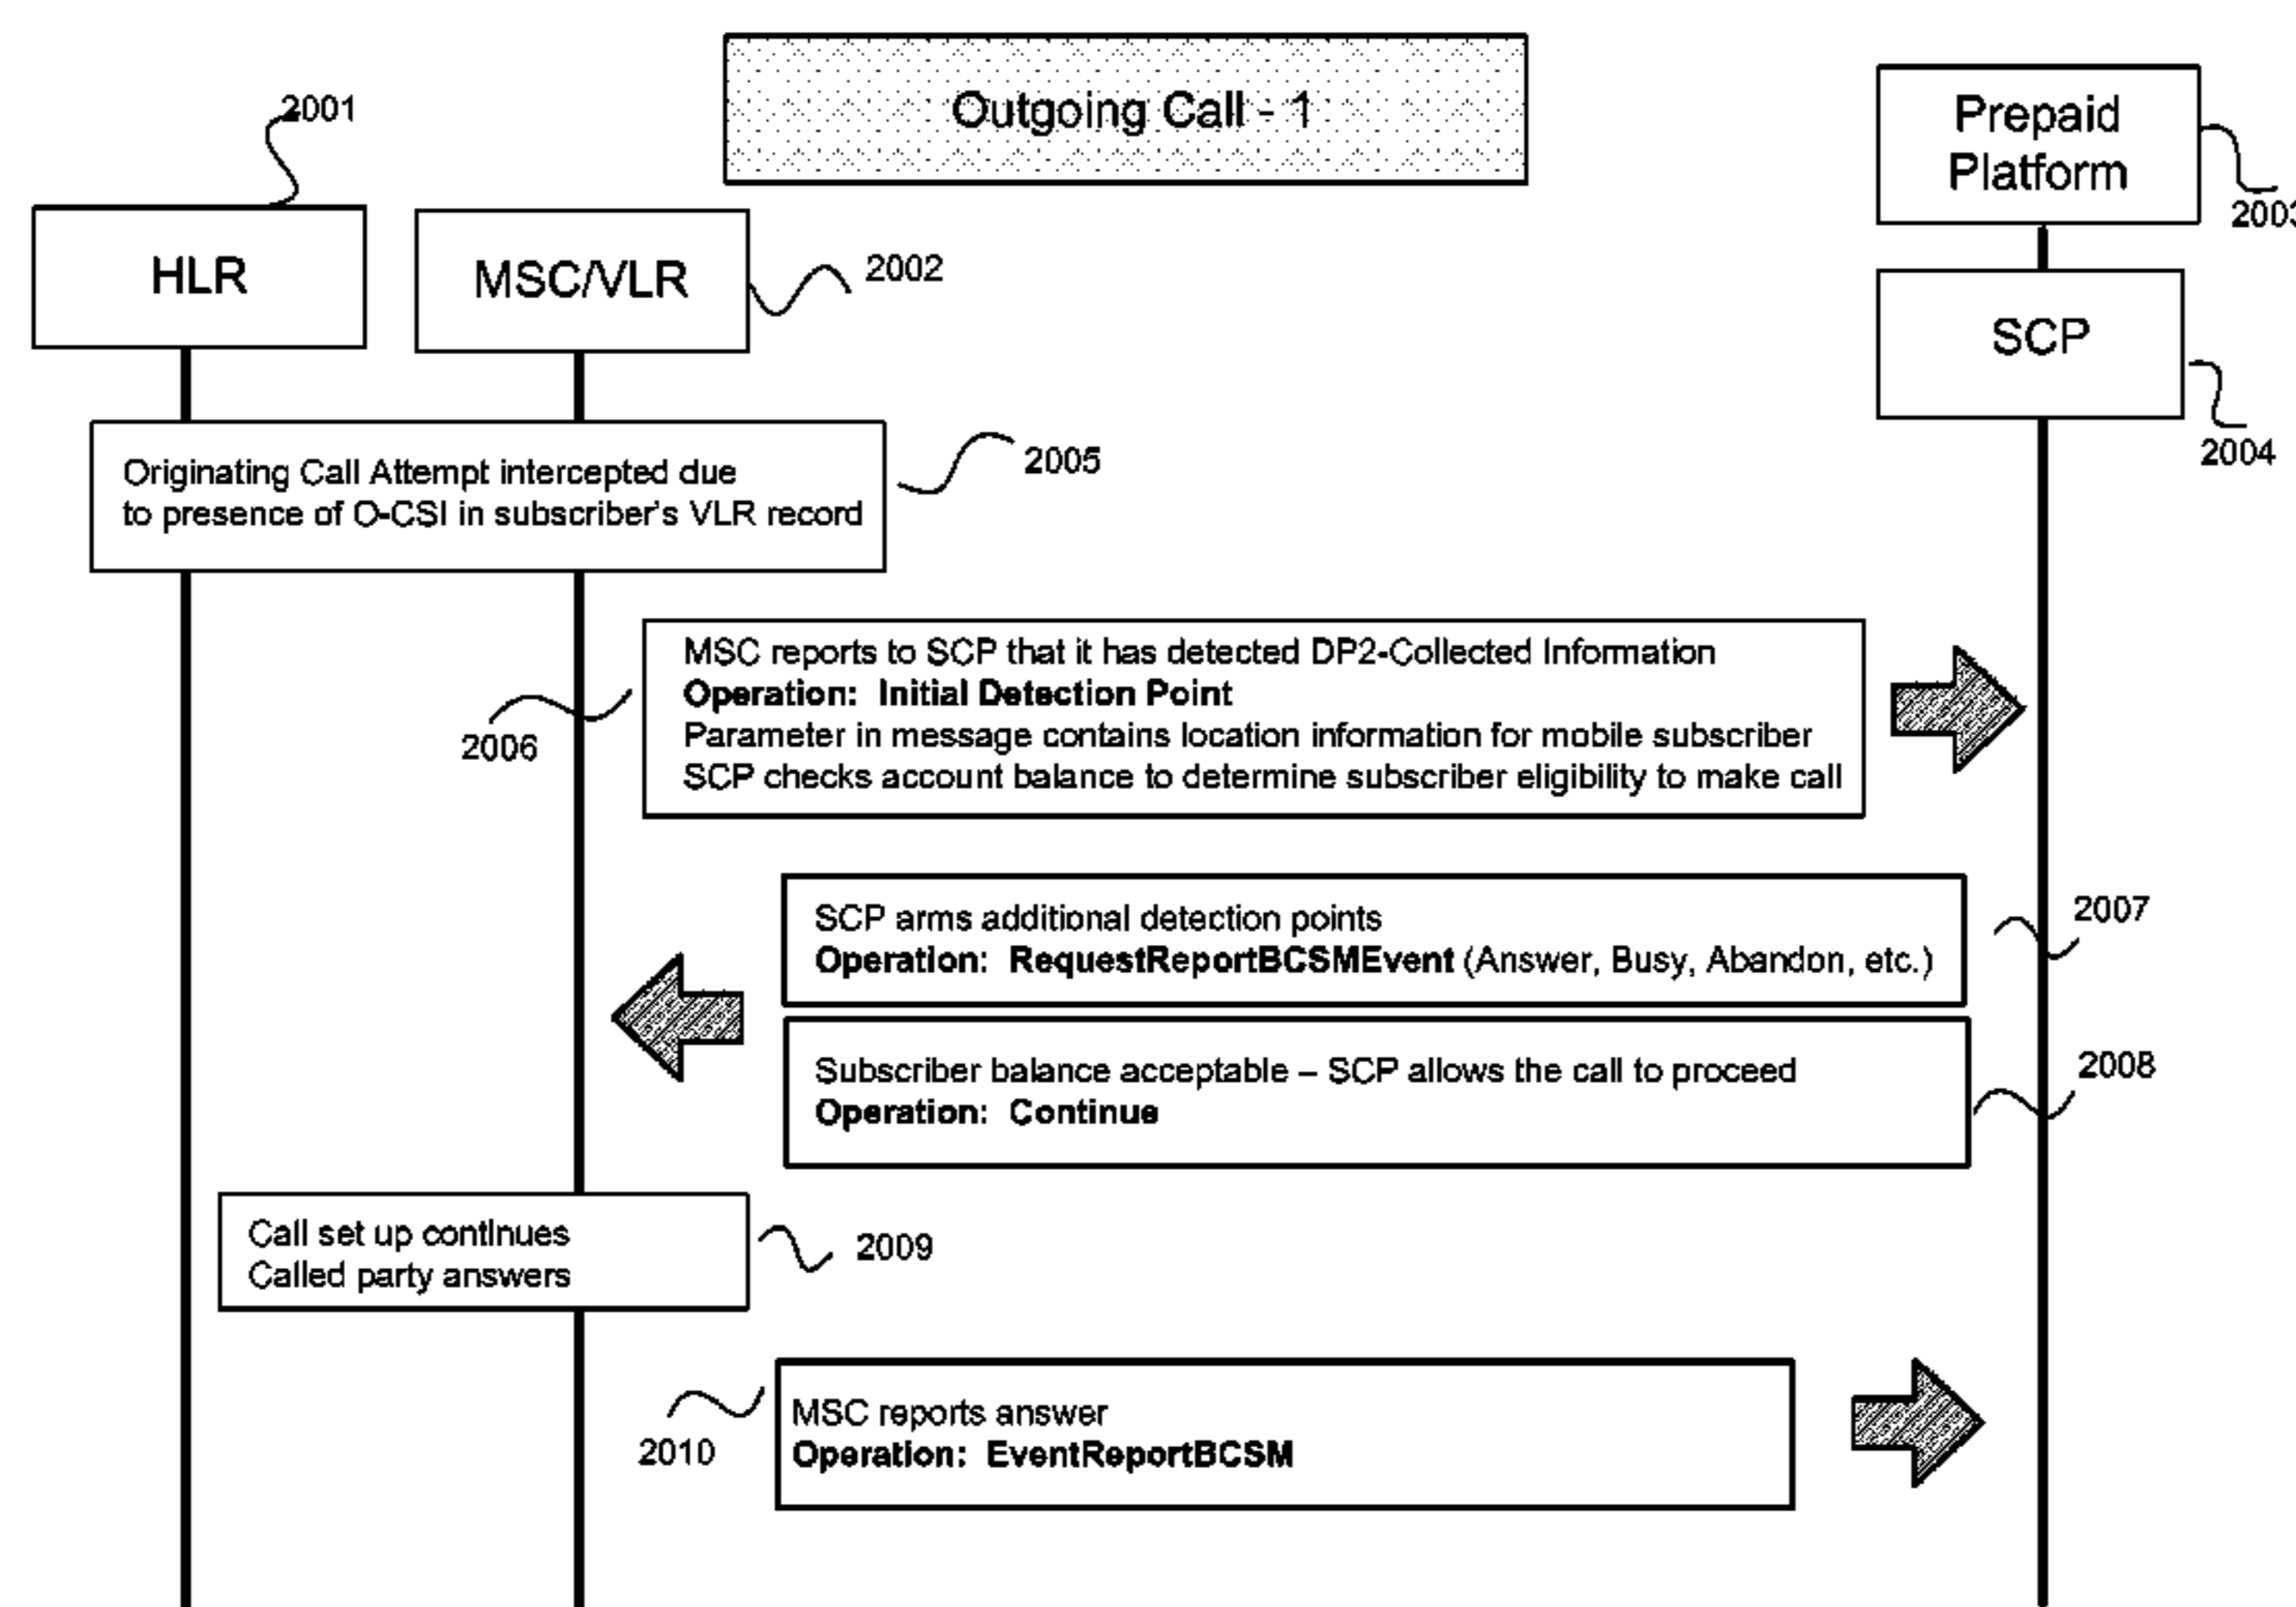 Outgoing Call - 1
Prepaid
Platform
2003
2001
HLR
MSC/VLR
2002
SCP
2004
Originating Call Attempt intercepted due
to presence of O-CSI in subscriber's VLR record
2005
MSC reports to SCP that it has detected DP2-Collected Information
Operation: Initial Detection Point
Parameter in message contains location information for mobile subscriber
SCP checks account balance to determine subscriber eligibility to make call
2006
SCP arms additional detection points
Operation: RequestReportBCSMEvent (Answer, Busy, Abandon, etc.)
2007
Subscriber balance acceptable – SCP allows the call to proceed
Operation: Continue
2008
Call set up continues
Called party answers
2009
MSC reports answer
Operation: EventReportBCSM
2010